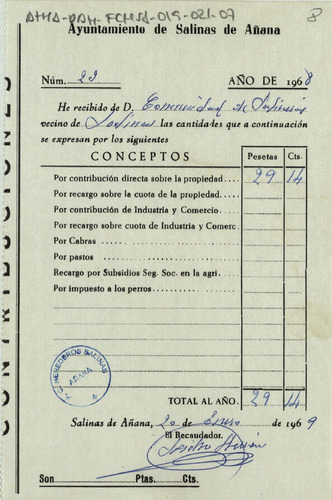 ATHA-DAH-FCHSA-019-021-07
8
Ayuntamiento de Salinas de Añana
CONTRIBUCIONES
Núm. 23 AÑO DE 1968
He recibido de D. Comunidad de Salineros
vecino de Salinas las cantidades que a continuación
se expresan por los siguientes
CONCEPTOS Pesetas Cts.
Por contribución directa sobre la propiedad.... 29 14
Por recargo sobre la cuota de la propiedad....
Por contribución de Industria y Comercio....
Por recargo sobre cuota de Industria y Comerc.
Por Cabras
Por pastos
Recargo por Subsidios Seg. Soc. en la agri.
Por impuesto a los perros
HEREDEROS SALINAS
AÑANA
TOTAL AL AÑO. 29 14
Salinas de Añana, 20 de Enero de 1969
El Recaudador,
Son Ptas. Cts.